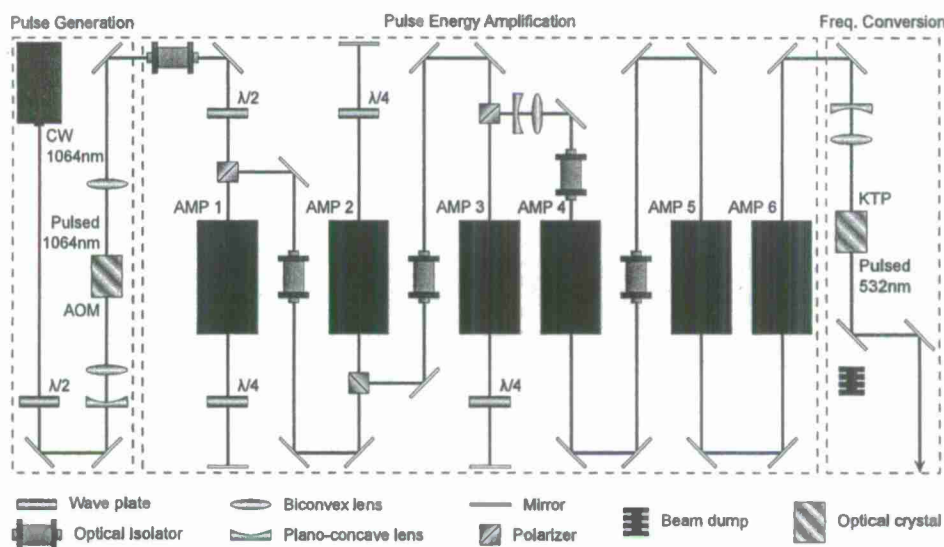 Pulse Generation
Pulse Energy Amplification
Freq. Conversion
λ/2
λ/4
CW
1064nm
AMP 1
AMP 2
AMP 3
AMP 4
AMP 5
AMP 6
KTP
Pulsed
1064nm
Pulsed
532nm
AOM
λ/2
λ/4
λ/4
Wave plate
Biconvex lens
Mirror
Beam dump
Optical crystal
Optical isolator
Plano-concave lens
Polarizer